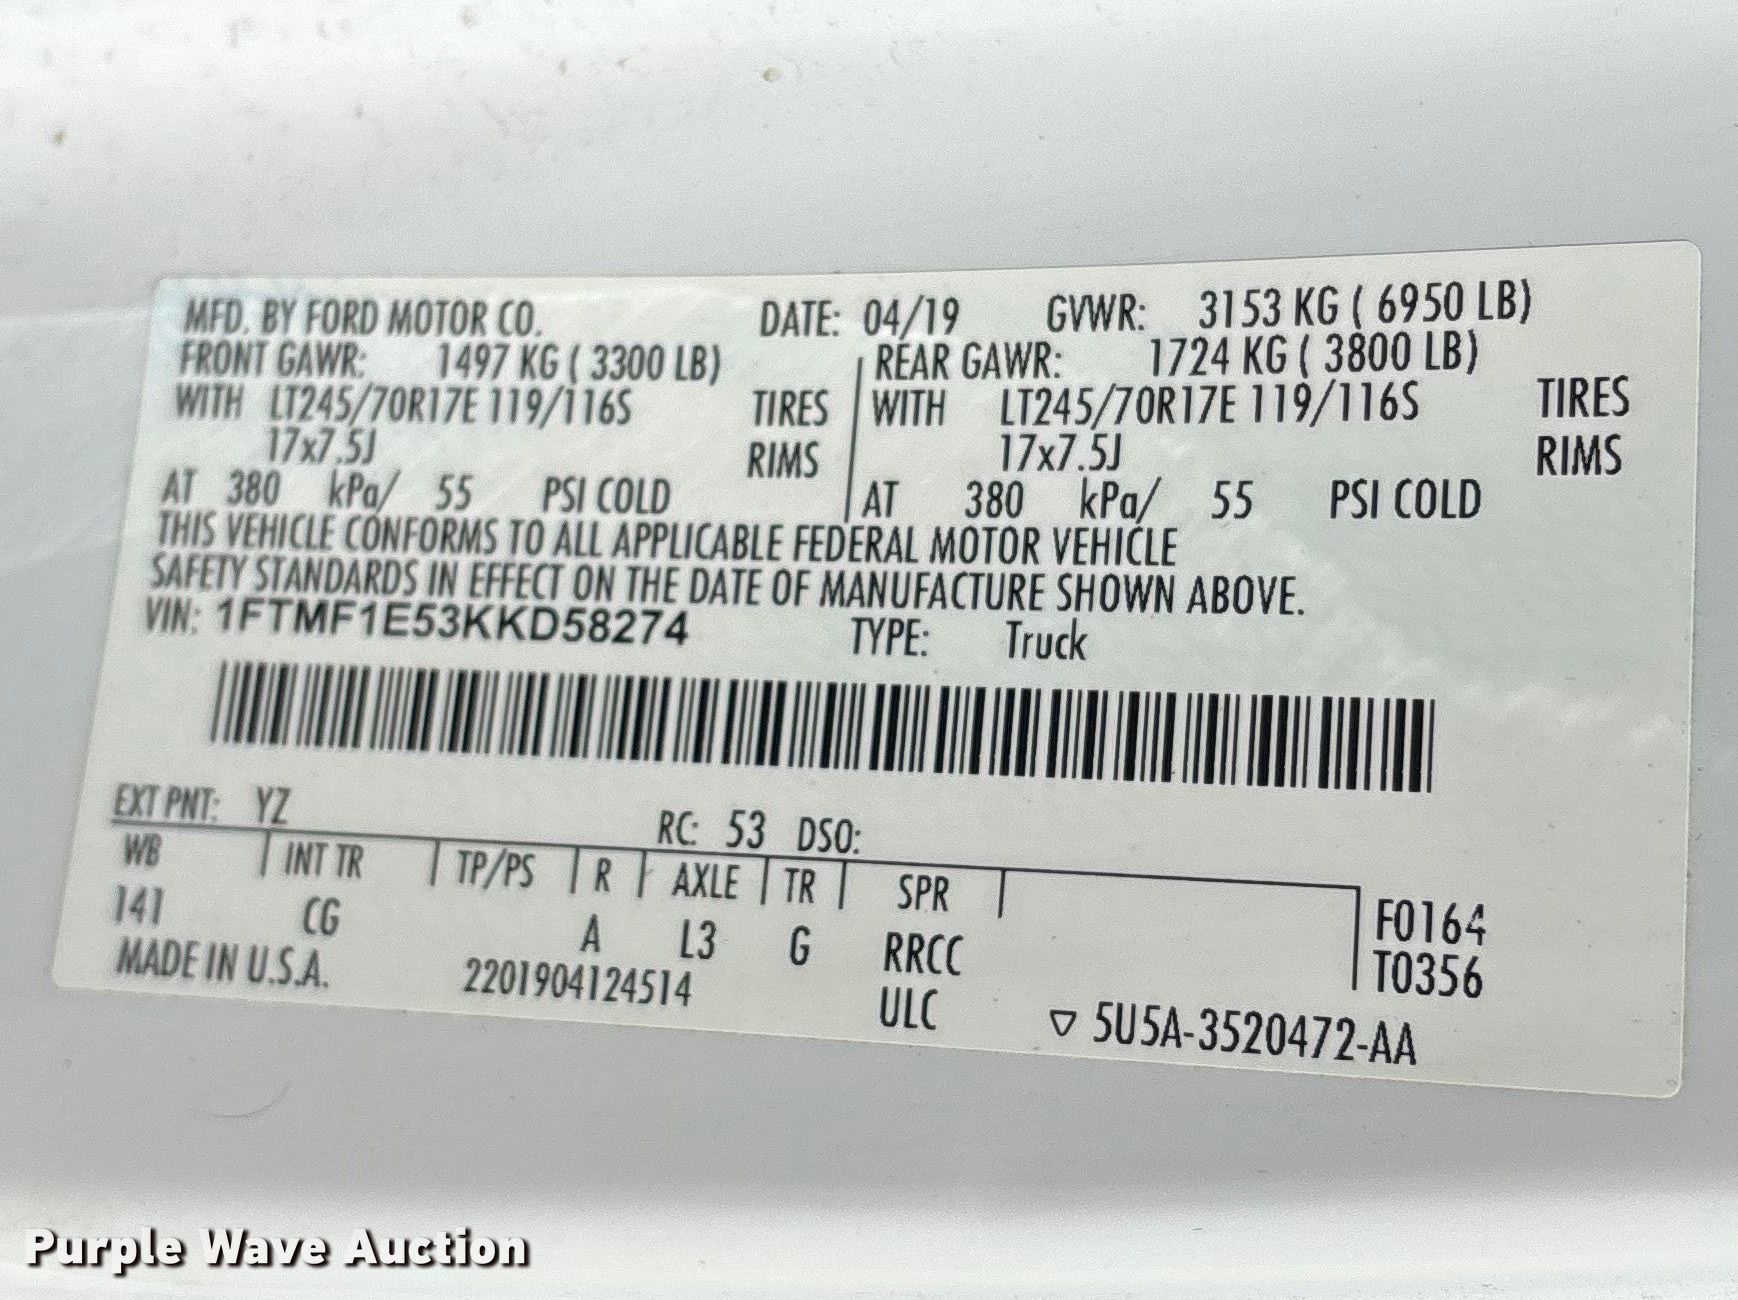 MFD. BY FORD MOTOR CO. DATE: 04/19 GVWR: 3153 KG ( 6950 LB)
FRONT GAWR: 1497 KG ( 3300 LB) REAR GAWR: 1724 KG ( 3800 LB)
WITH LT245/70R17E 119/116S TIRES WITH LT245/70R17E 119/116S TIRES
17x7.5J RIMS 17x7.5J RIMS
AT 380 kPa/ 55 PSI COLD AT 380 kPa/ 55 PSI COLD
THIS VEHICLE CONFORMS TO ALL APPLICABLE FEDERAL MOTOR VEHICLE
SAFETY STANDARDS IN EFFECT ON THE DATE OF MANUFACTURE SHOWN ABOVE.
VIN: 1FTMF1E53KKD58274 TYPE: Truck
EXT PNT: YZ RC: 53 DSO:
WB INT TR TP/PS R AXLE TR SPR
141 CG A L3 G RRCC F0164
MADE IN U.S.A. 2201904124514 ULC T0356
▽ 5U5A-3520472-AA
Purple Wave Auction